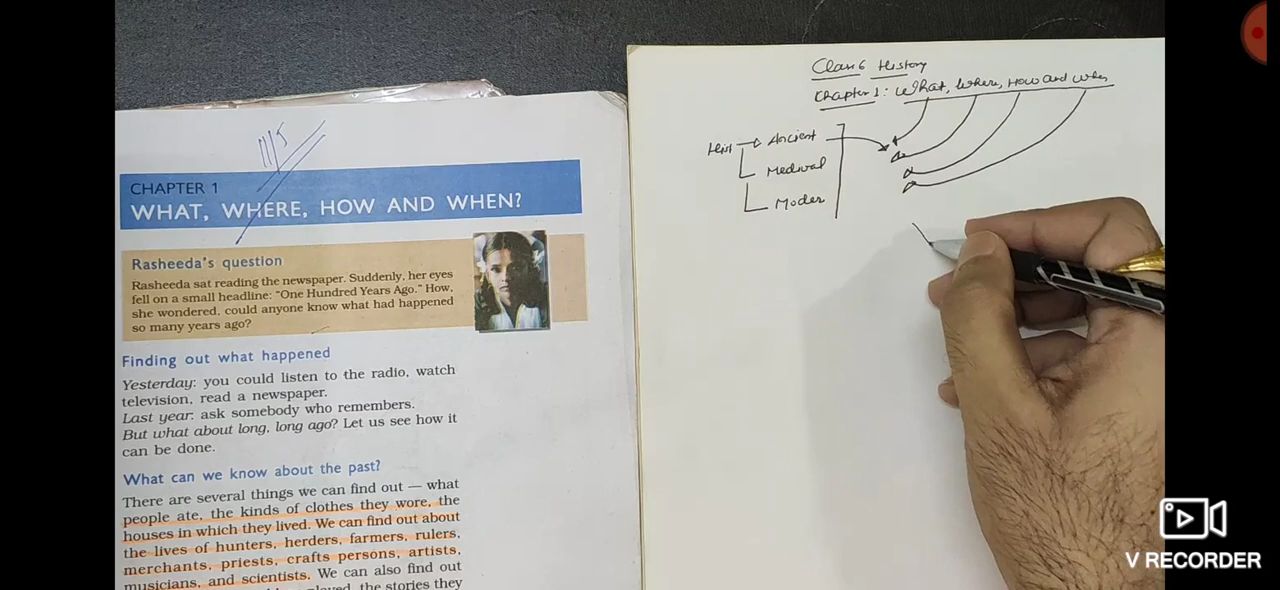 CHAPTER 1
WHAT, WHERE, HOW AND WHEN?
Rasheeda's question
Rasheeda sat reading the newspaper. Suddenly, her eyes
fell on a small headline: "One Hundred Years Ago." How,
she wondered, could anyone know what had happened
so many years ago?
Finding out what happened
Yesterday: you could listen to the radio, watch
television, read a newspaper.
Last year: ask somebody who remembers.
But what about long, long ago? Let us see how it
can be done.
What can we know about the past?
There are several things we can find out — what
people ate, the kinds of clothes they wore, the
houses in which they lived. We can find out about
the lives of hunters, herders, farmers, rulers,
merchants, priests, crafts persons, artists,
musicians, and scientists. We can also find out
the stories they
Class 6 History
Chapter 1: What, Where, How and When
Hist Ancient
Medival
Moder
V RECORDER